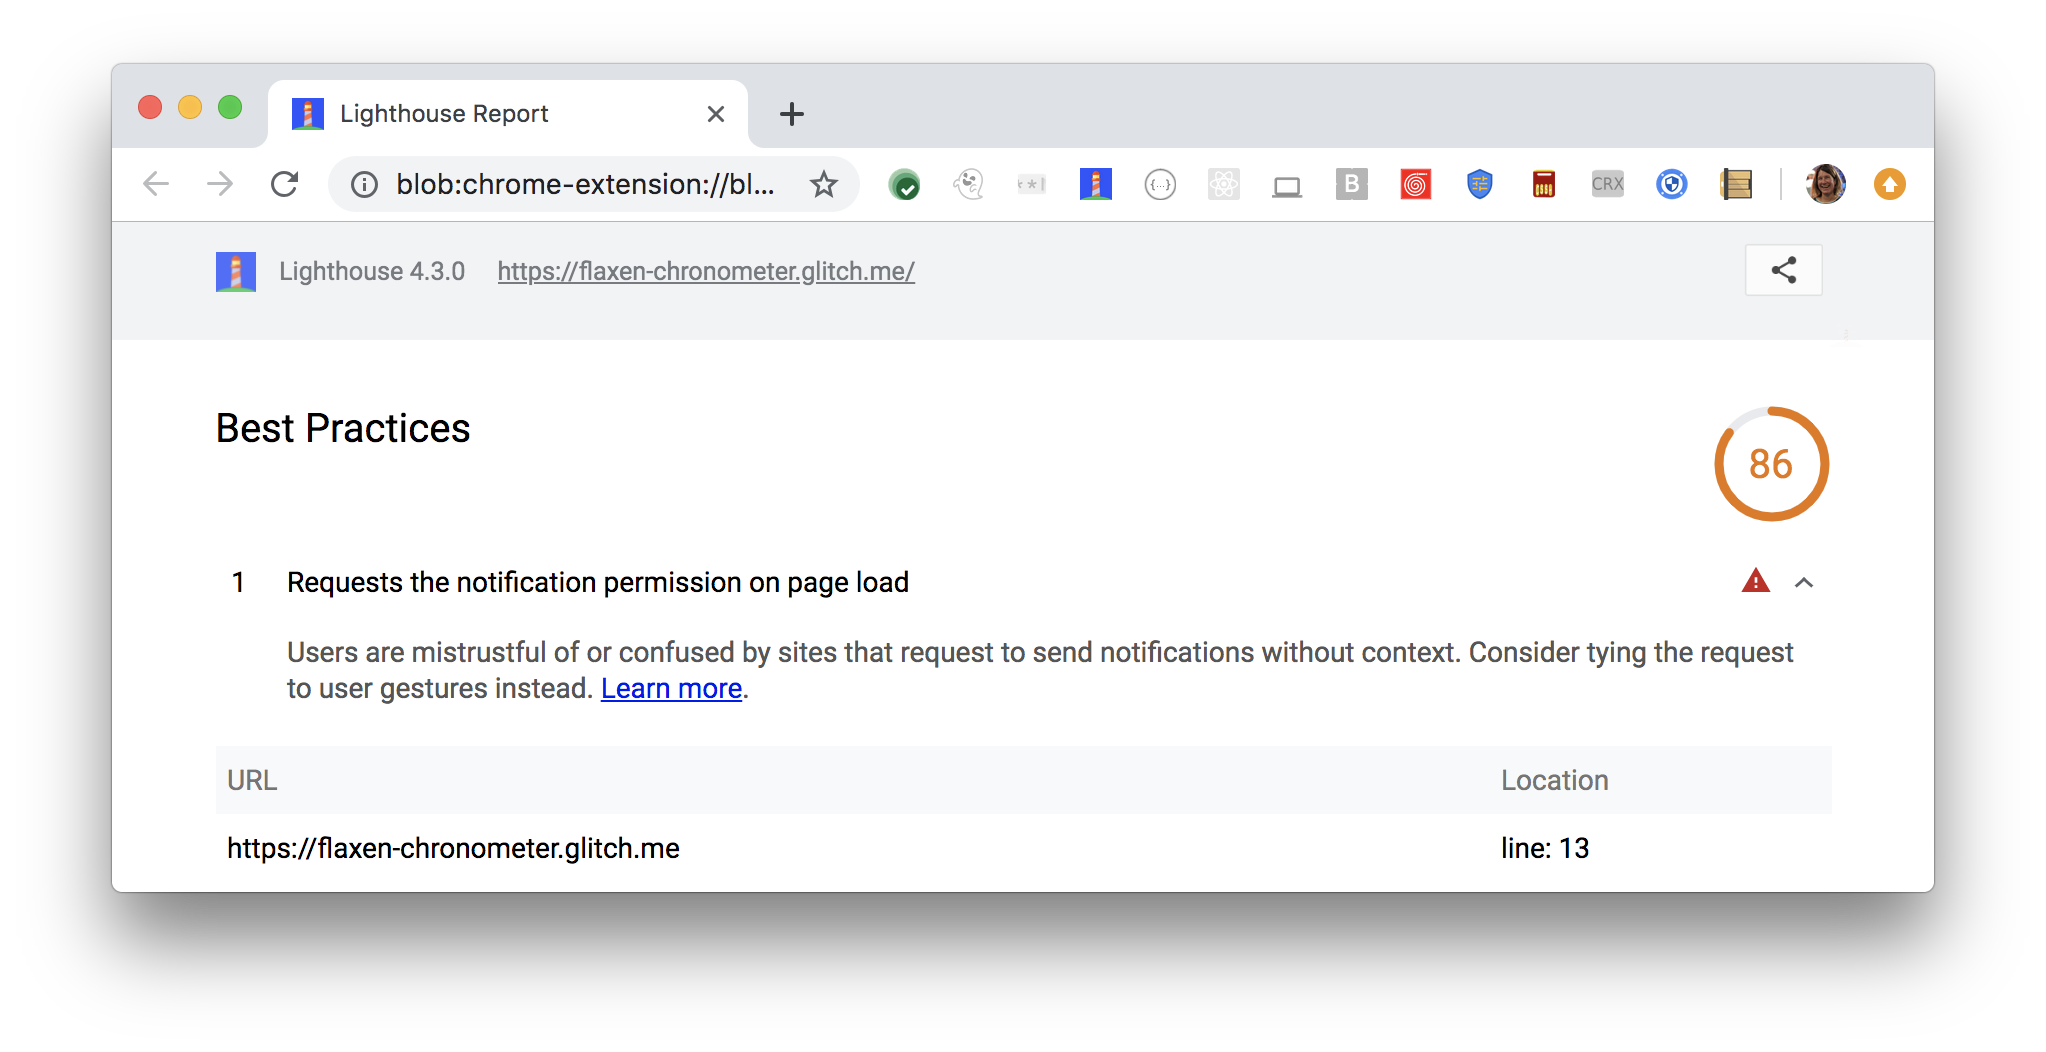 Lighthouse Report
blob:chrome-extension://bl...
{...}
B
CRX
Lighthouse 4.3.0 https://flaxen-chronometer.glitch.me/
Best Practices
86
1 Requests the notification permission on page load
Users are mistrustful of or confused by sites that request to send notifications without context. Consider tying the request
to user gestures instead. Learn more.
URL Location
https://flaxen-chronometer.glitch.me line: 13